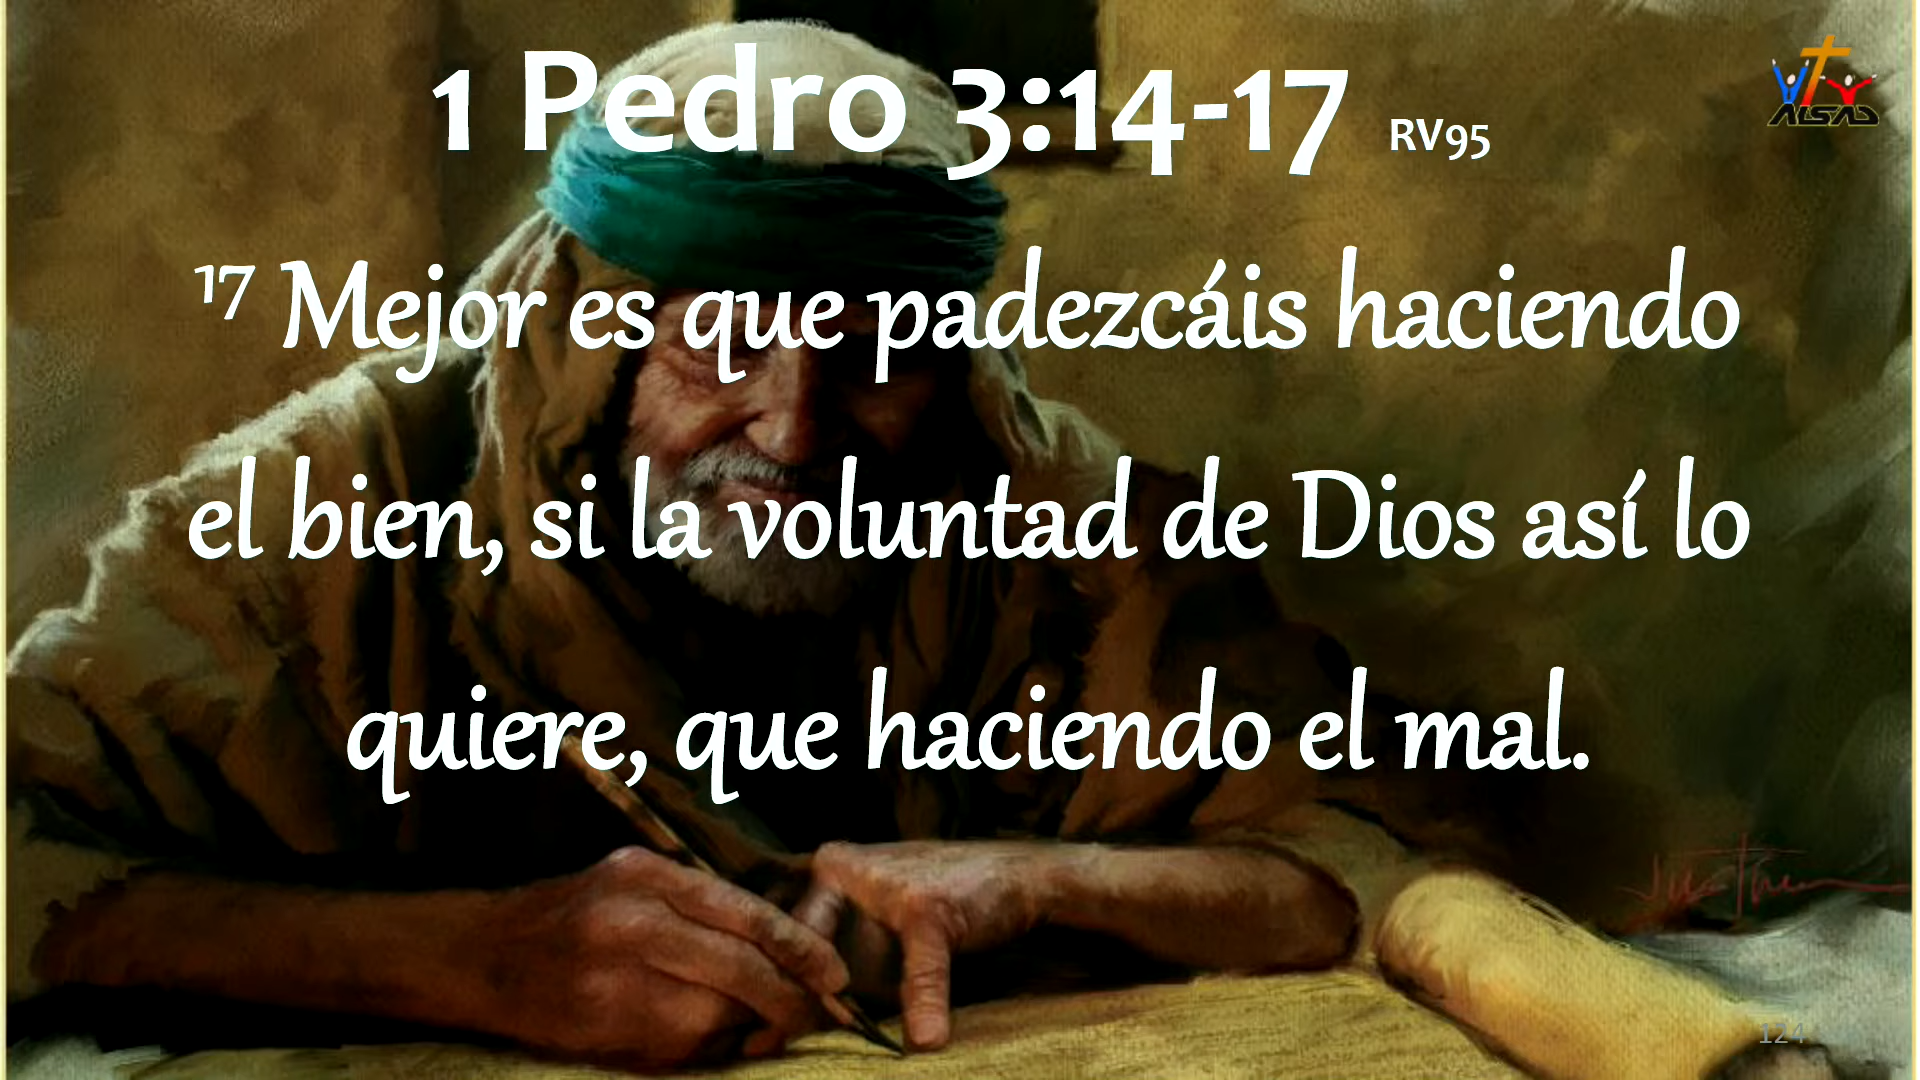 1 Pedro 3:14-17 RV95
ALSAD
17 Mejor es que padezcáis haciendo
el bien, si la voluntad de Dios así lo
quiere, que haciendo el mal.
124